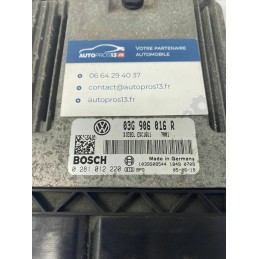 AUTOPROS13.FR
VOTRE PARTENAIRE
AUTOMOBILE
06 64 29 40 37
contact@autopros13.fr
autopros13.fr
03G 906 016 R
BOSCH
Made in Germany
0 281 012 220